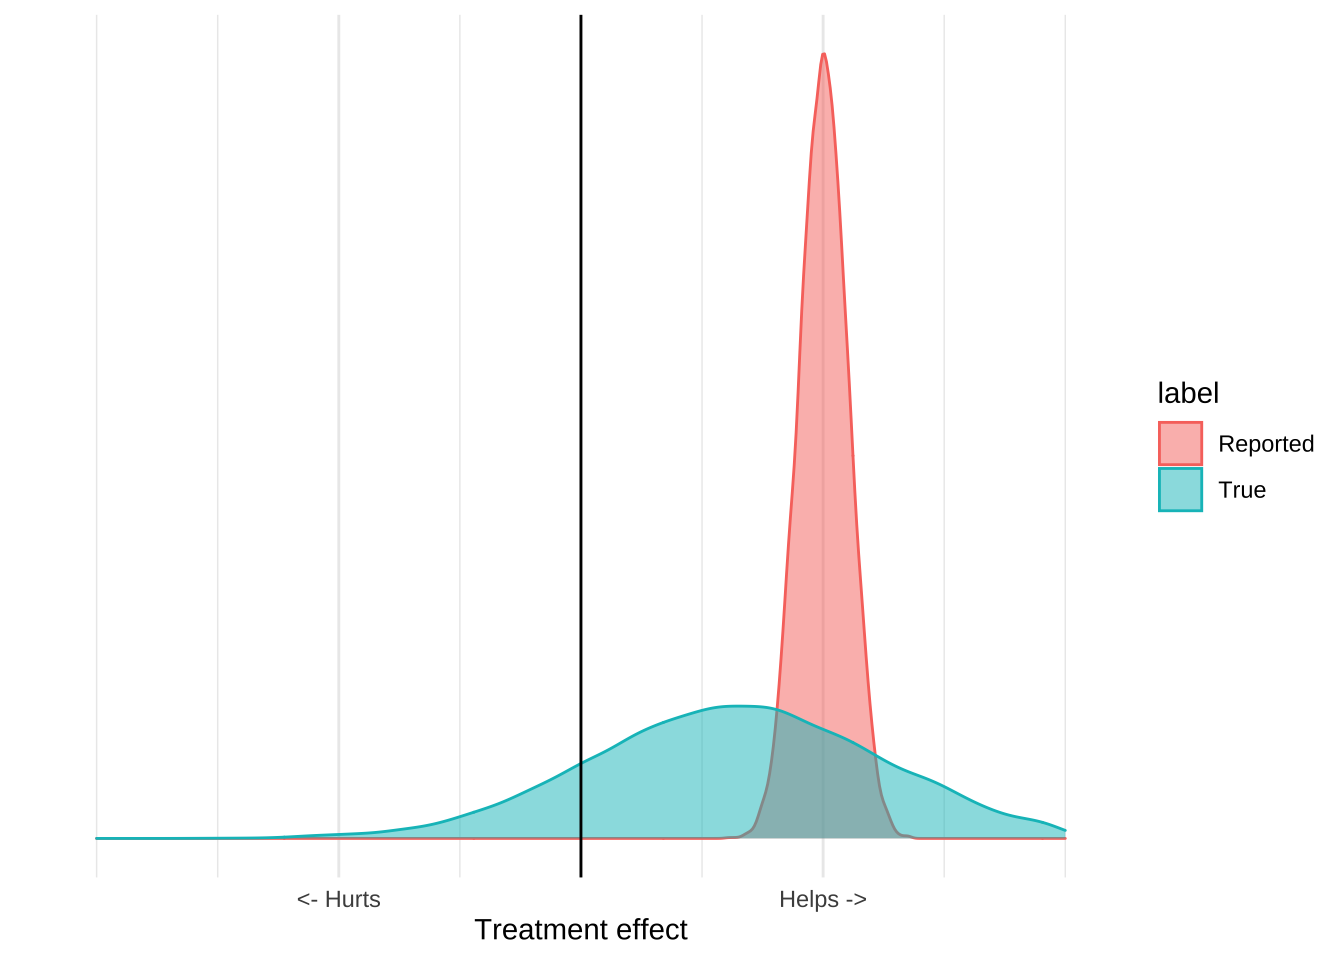 label
Reported
True
<- Hurts
Helps ->
Treatment effect